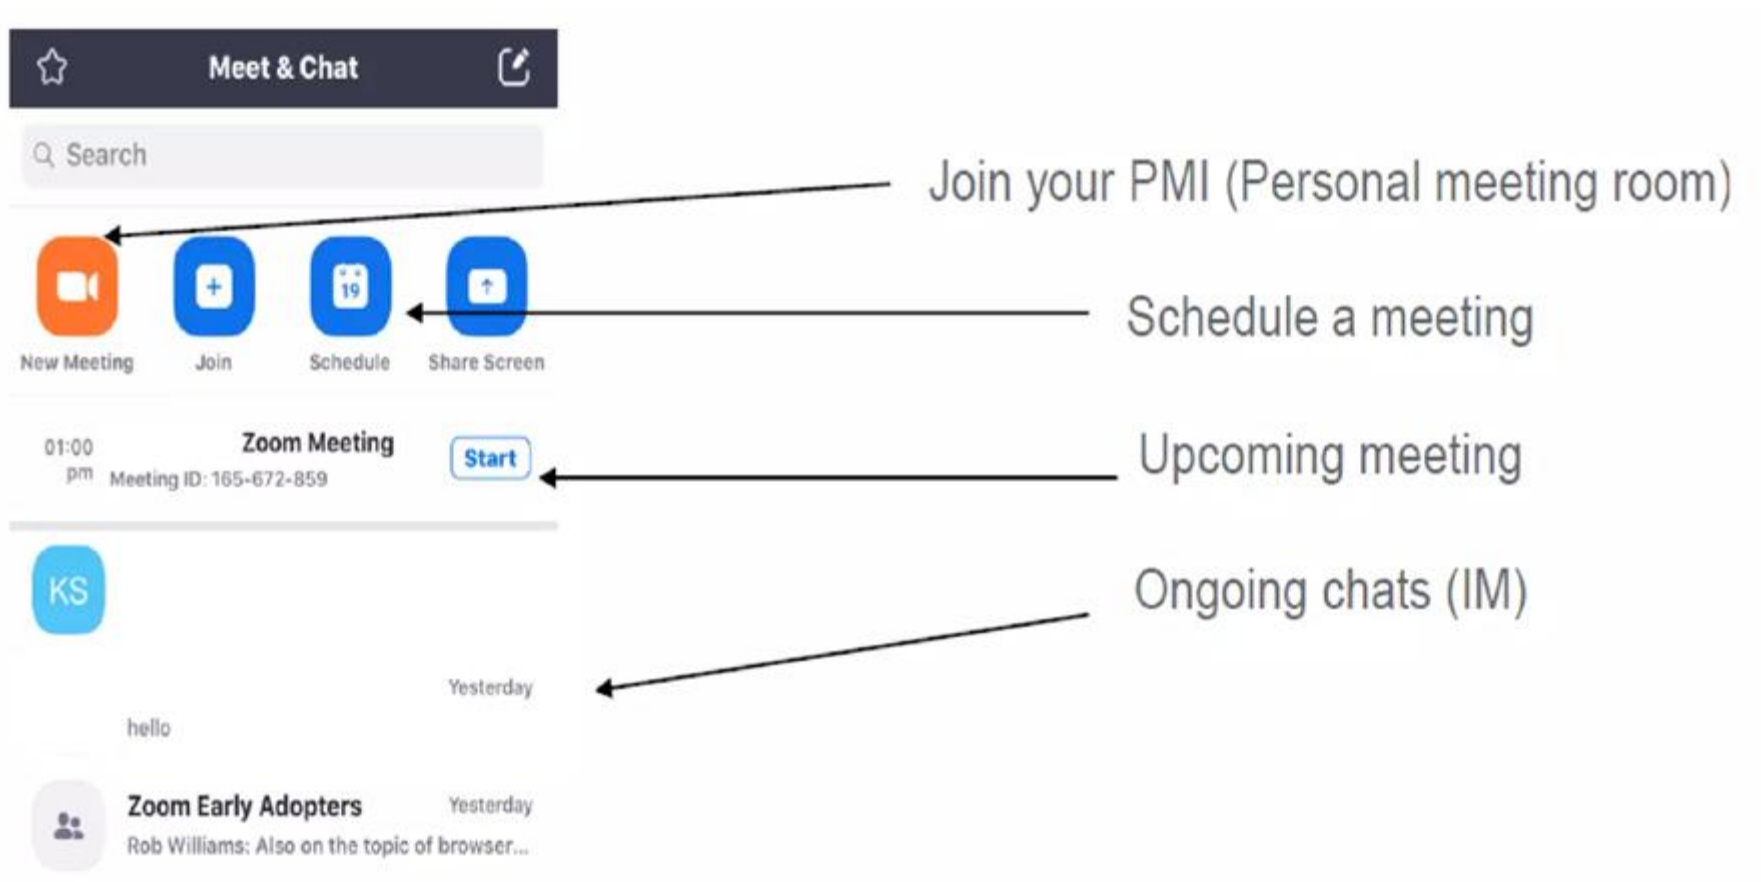 Meet & Chat
Search
Join your PMI (Personal meeting room)
19
New Meeting
Join
Schedule
Share Screen
Schedule a meeting
01:00
pm
Zoom Meeting
Meeting ID: 165-672-859
Start
Upcoming meeting
KS
Ongoing chats (IM)
Yesterday
hello
Zoom Early Adopters
Yesterday
Rob Williams: Also on the topic of browser...